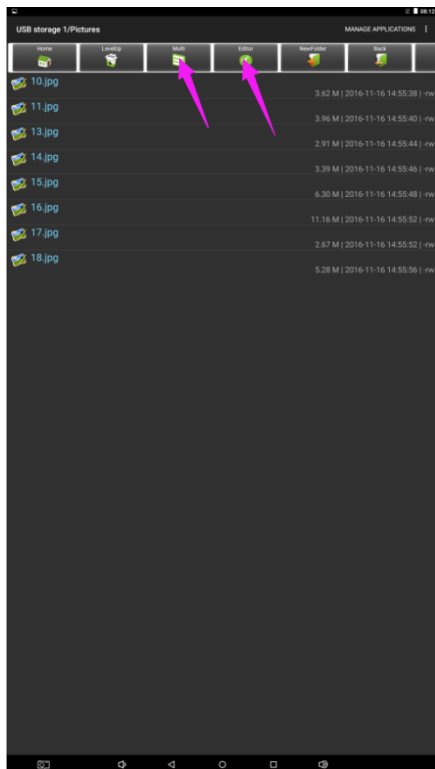 08:12
USB storage 1/Pictures MANAGE APPLICATIONS
Home LevelUp Multi Editor NewFolder Back
10.jpg
3.62 M | 2016-11-16 14:55:38 | -rw
11.jpg
3.96 M | 2016-11-16 14:55:40 | -rw
13.jpg
2.91 M | 2016-11-16 14:55:44 | -rw
14.jpg
3.39 M | 2016-11-16 14:55:46 | -rw
15.jpg
6.30 M | 2016-11-16 14:55:48 | -rw
16.jpg
11.16 M | 2016-11-16 14:55:52 | -rw
17.jpg
2.67 M | 2016-11-16 14:55:52 | -rw
18.jpg
5.28 M | 2016-11-16 14:55:56 | -rw